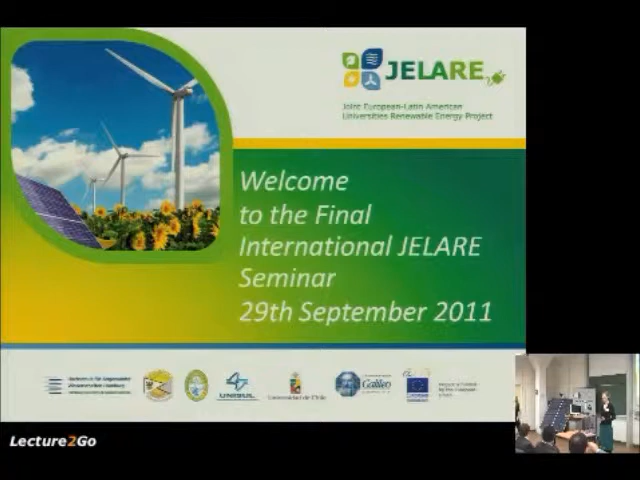 JELARE
Joint European-Latin American
Universities Renewable Energy Project
Welcome
to the Final
International JELARE
Seminar
29th September 2011
UNISUL
Universidad de Chile
Galileo
Lecture2Go